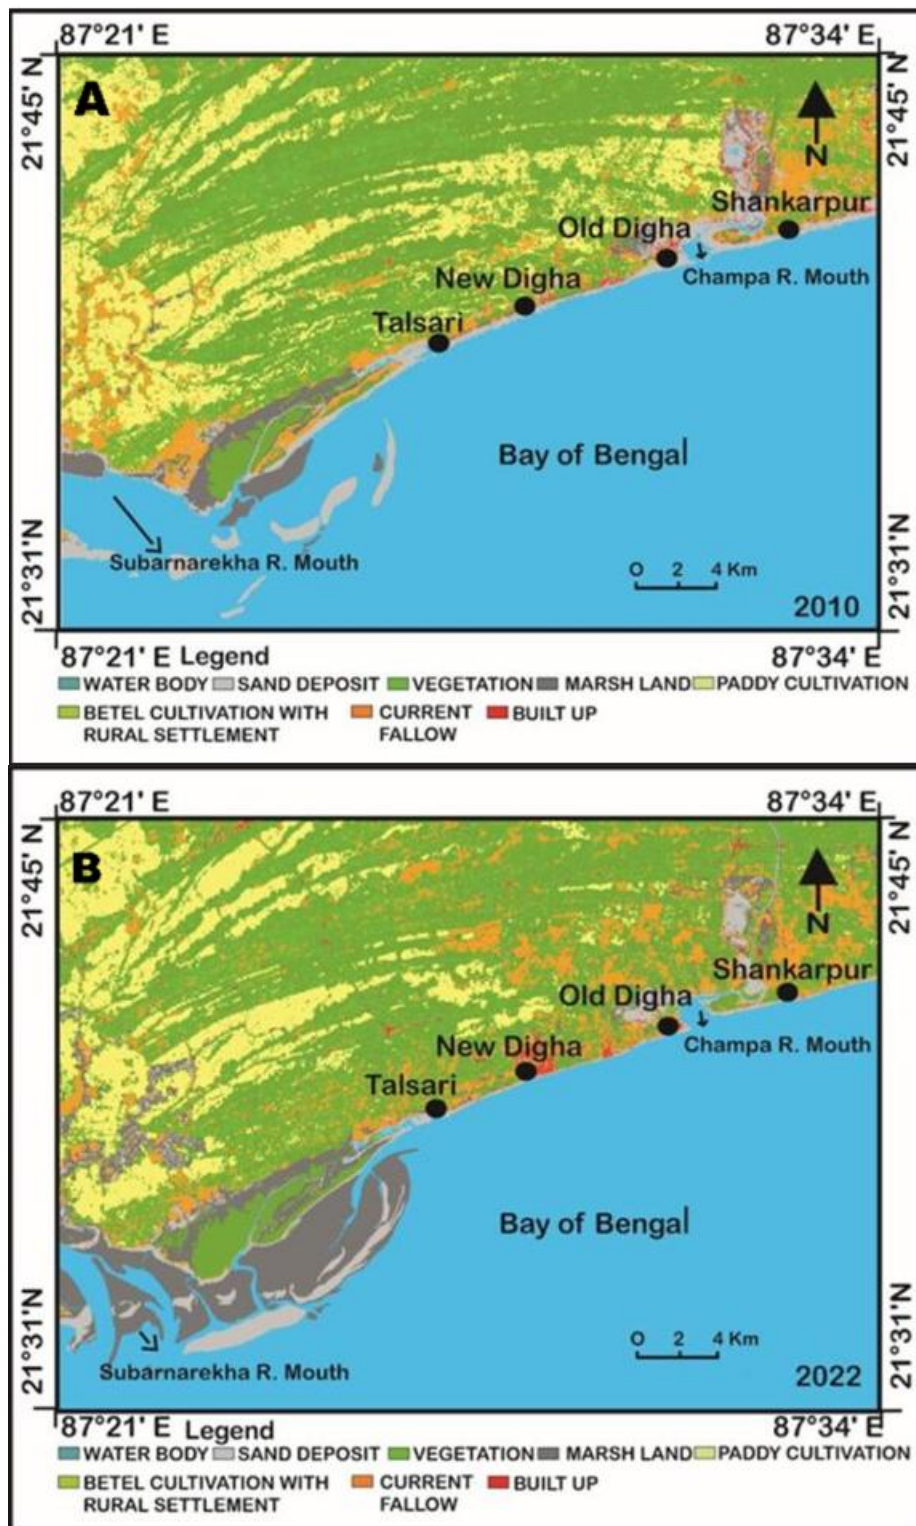 87°21' E 87°34' E
21°45' N
A
21°45' N
N
Shankarpur
Old Digha
Champa R. Mouth
New Digha
Talsari
Bay of Bengal
21°31'N
Subarnarekha R. Mouth
0 2 4 Km
2010
21°31'N
87°21' E Legend 87°34' E
WATER BODY SAND DEPOSIT VEGETATION MARSH LAND PADDY CULTIVATION
BETEL CULTIVATION WITH CURRENT BUILT UP
RURAL SETTLEMENT FALLOW
87°21' E 87°34' E
21°45' N
B
21°45' N
N
Shankarpur
Old Digha
Champa R. Mouth
New Digha
Talsari
Bay of Bengal
21°31'N
0 2 4 Km
Subarnarekha R. Mouth
2022
21°31'N
87°21' E Legend 87°34' E
WATER BODY SAND DEPOSIT VEGETATION MARSH LAND PADDY CULTIVATION
BETEL CULTIVATION WITH CURRENT BUILT UP
RURAL SETTLEMENT FALLOW